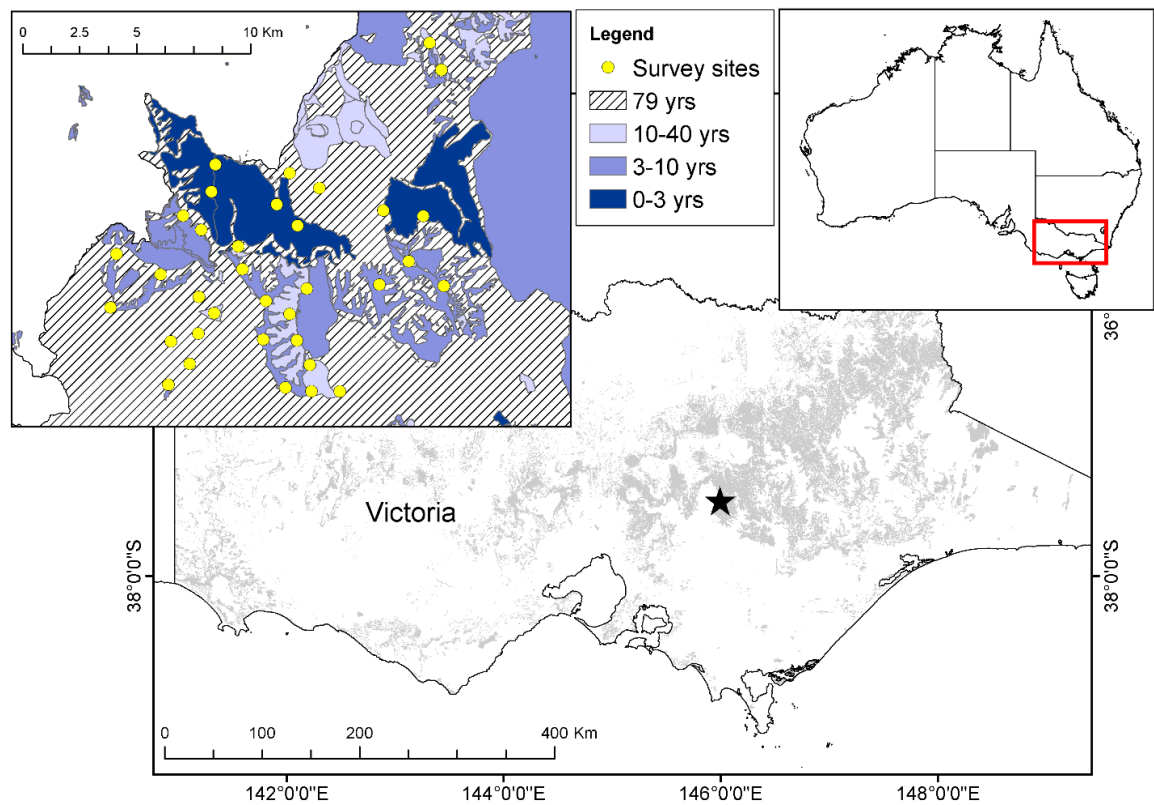 0 2.5 5 10 Km
Legend
Survey sites
79 yrs
10-40 yrs
3-10 yrs
0-3 yrs
36°
Victoria
38°0'0"S
38°0'0"S
0 100 200 400 Km
142°0'0"E 144°0'0"E 146°0'0"E 148°0'0"E